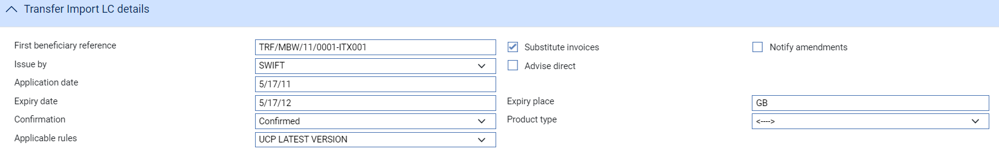 Transfer Import LC details
First beneficiary reference TRF/MBW/11/0001-ITX001 Substitute invoices Notify amendments
Issue by SWIFT Advise direct
Application date 5/17/11
Expiry date 5/17/12 Expiry place GB
Confirmation Confirmed Product type <---->
Applicable rules UCP LATEST VERSION